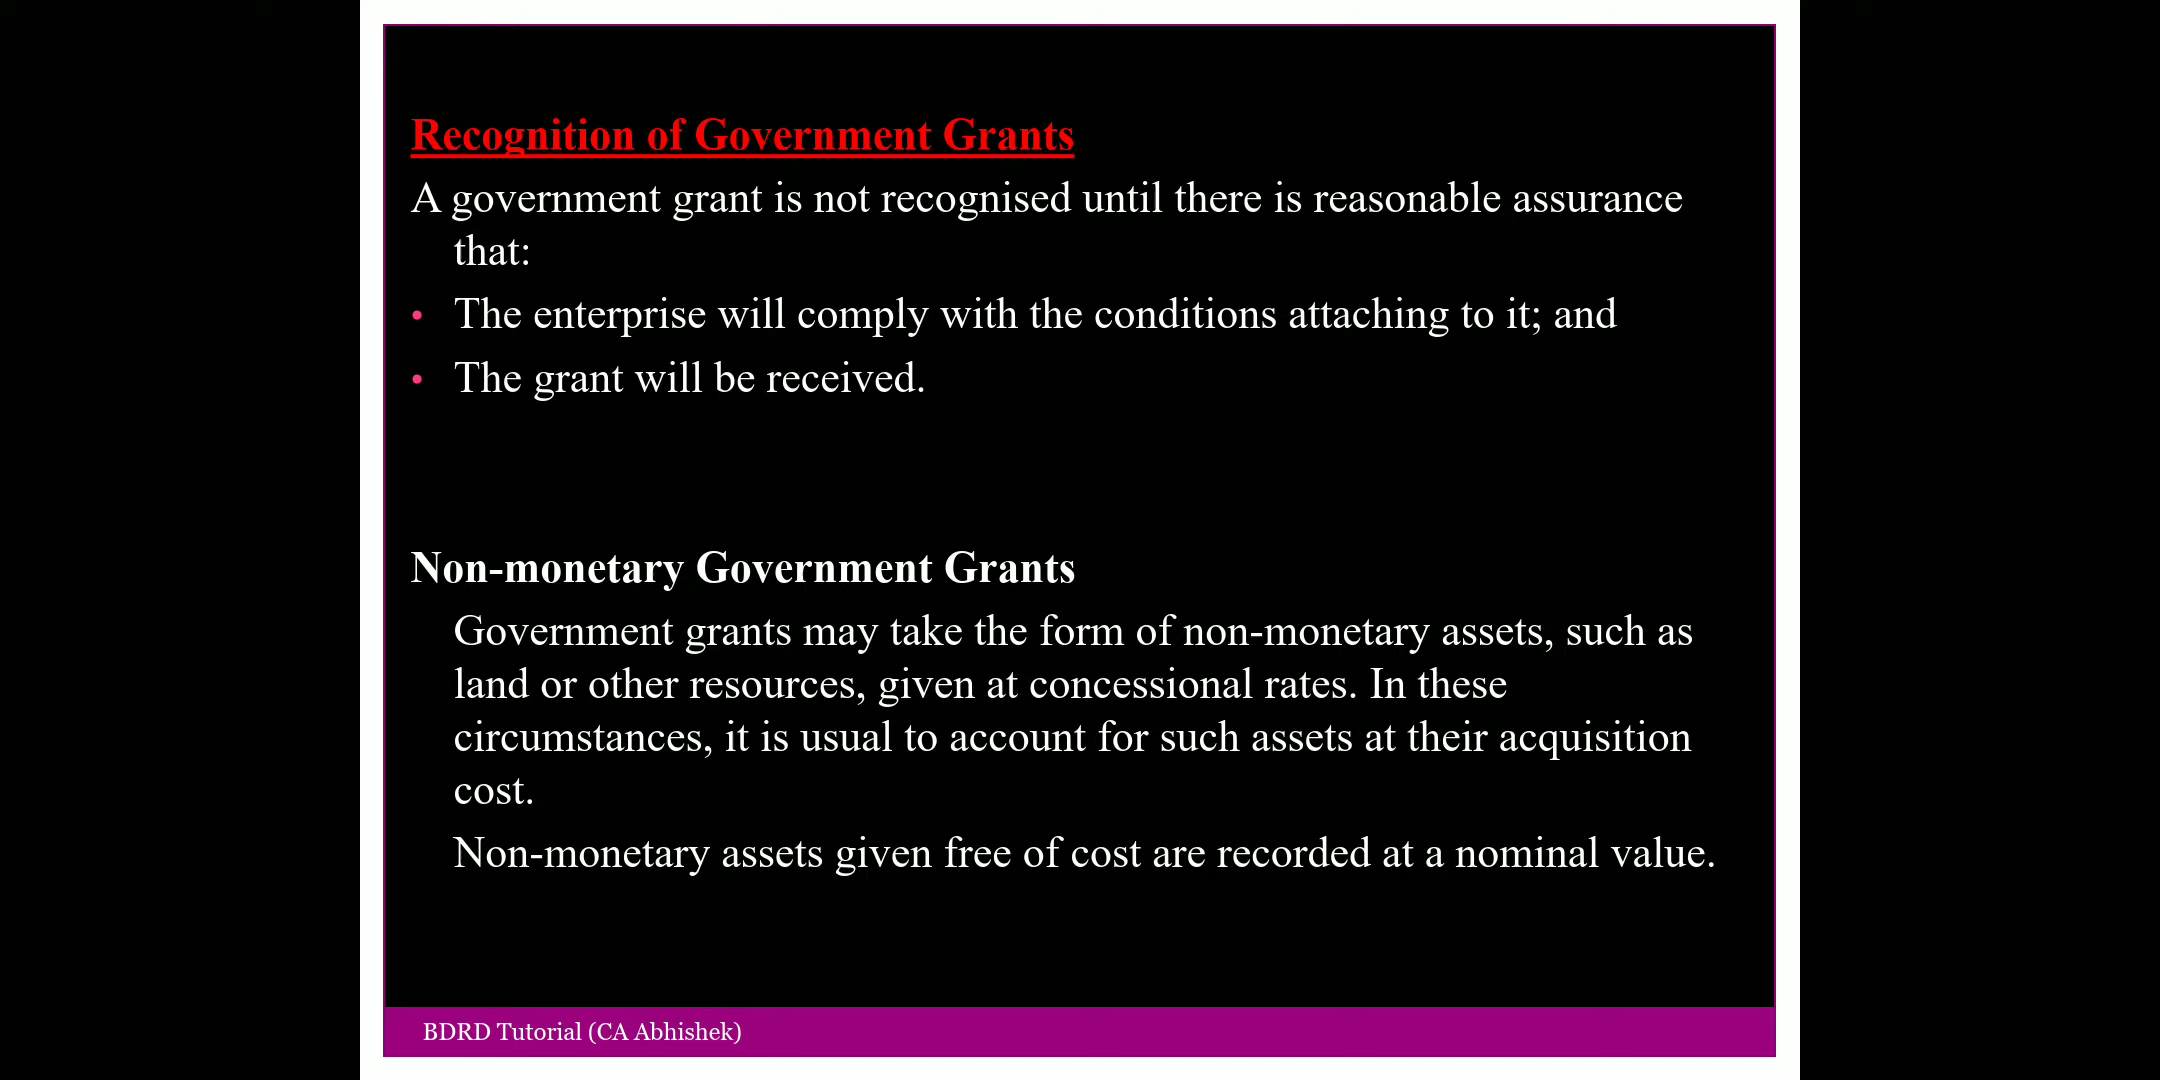 Recognition of Government Grants
A government grant is not recognised until there is reasonable assurance
that:
• The enterprise will comply with the conditions attaching to it; and
• The grant will be received.
Non-monetary Government Grants
Government grants may take the form of non-monetary assets, such as
land or other resources, given at concessional rates. In these
circumstances, it is usual to account for such assets at their acquisition
cost.
Non-monetary assets given free of cost are recorded at a nominal value.
BDRD Tutorial (CA Abhishek)